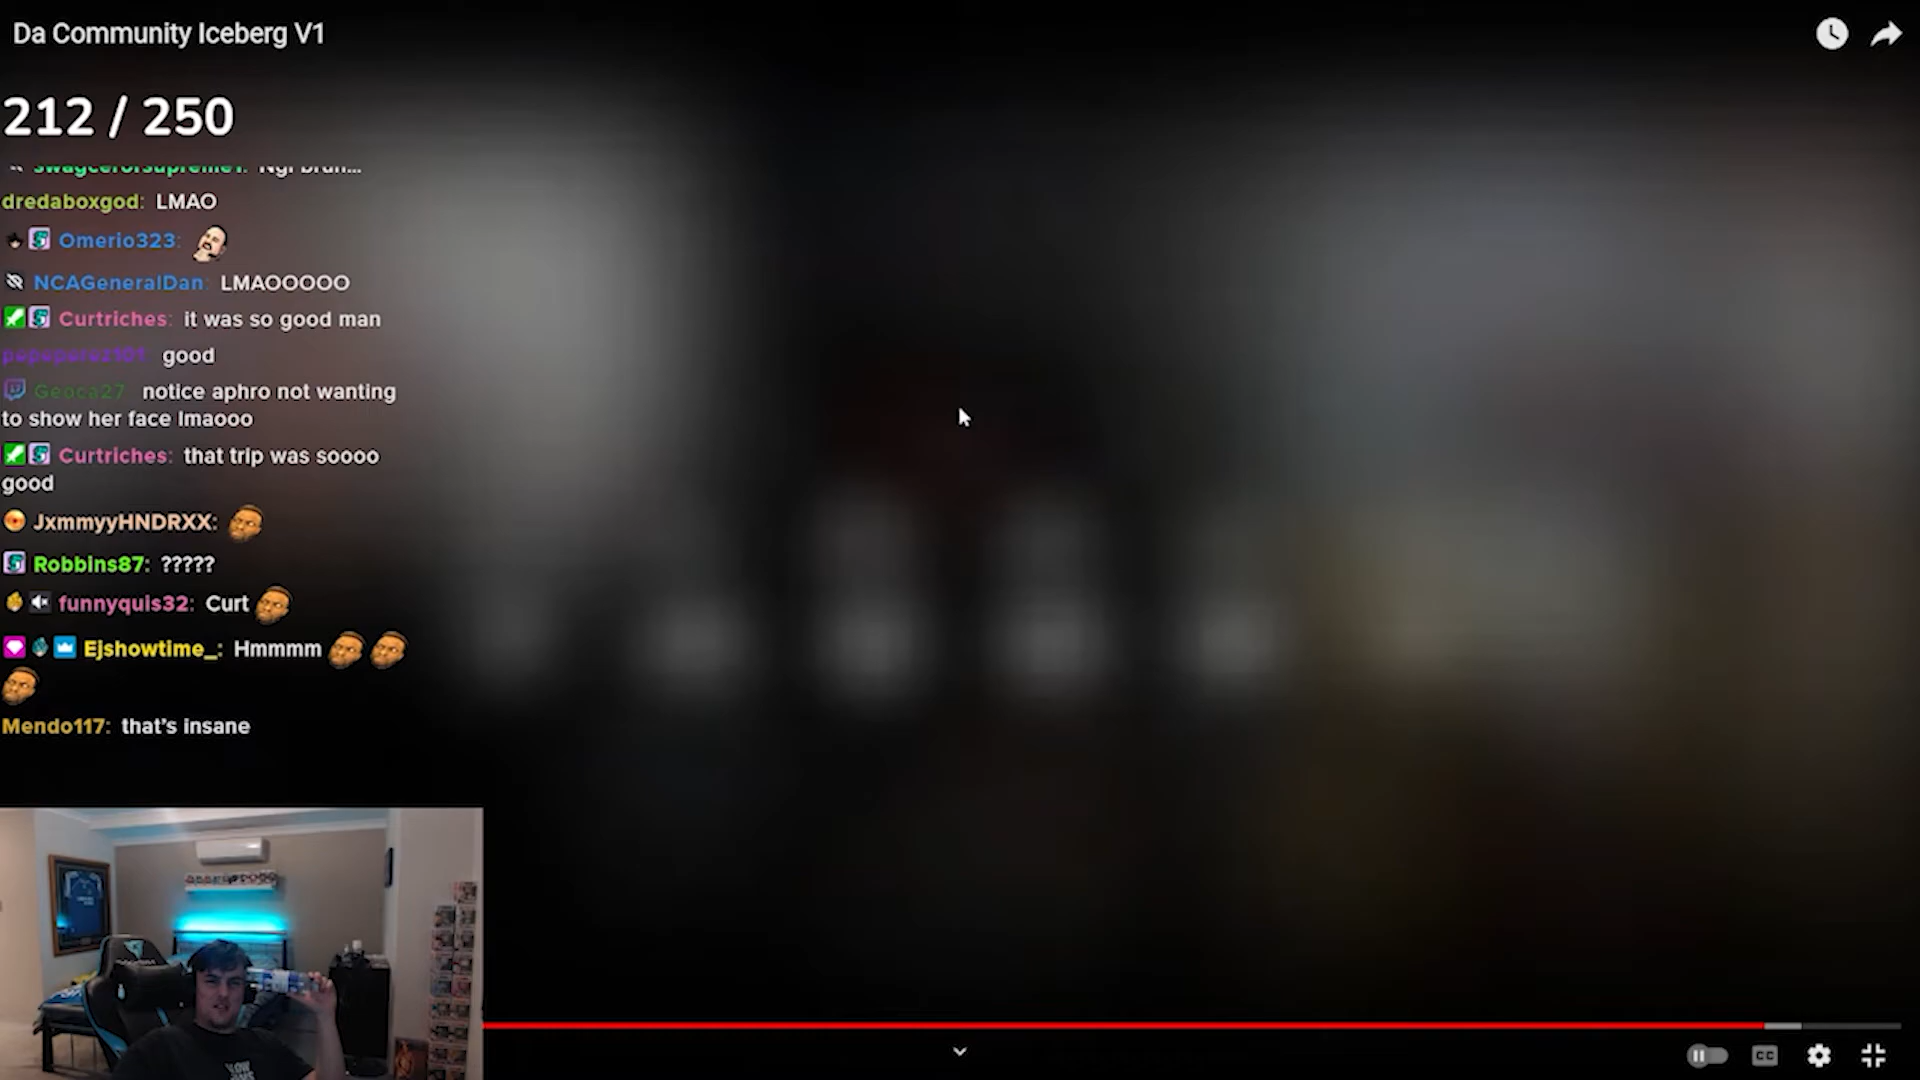 Da Community Iceberg V1
212 / 250
dredaboxgod: LMAO
Omerio323:
NCAGeneralDan: LMAOOOOO
Curtriches: it was so good man
good
Geoca27 notice aphro not wanting
to show her face lmaooo
Curtriches: that trip was soooo
good
JxmmyyHNDRXX:
Robbins87: ?????
funnyquis32: Curt
Ejshowtime_: Hmmmm
Mendo117: that's insane
CC